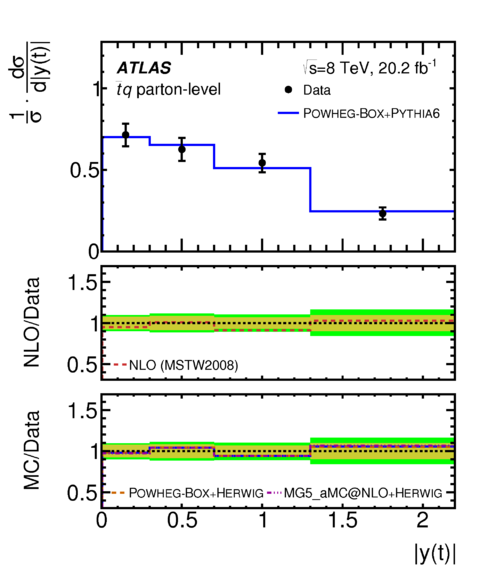 ATLAS √s=8 TeV, 20.2 fb⁻¹
t̄q parton-level Data
POWHEG-BOX+PYTHIA6
1/σ · dσ/d|y(t)|
1
0.5
0
NLO/Data
1.5
1
0.5
NLO (MSTW2008)
MC/Data
1.5
1
0.5
POWHEG-BOX+HERWIG MG5_aMC@NLO+HERWIG
0 0.5 1 1.5 2
|y(t)|